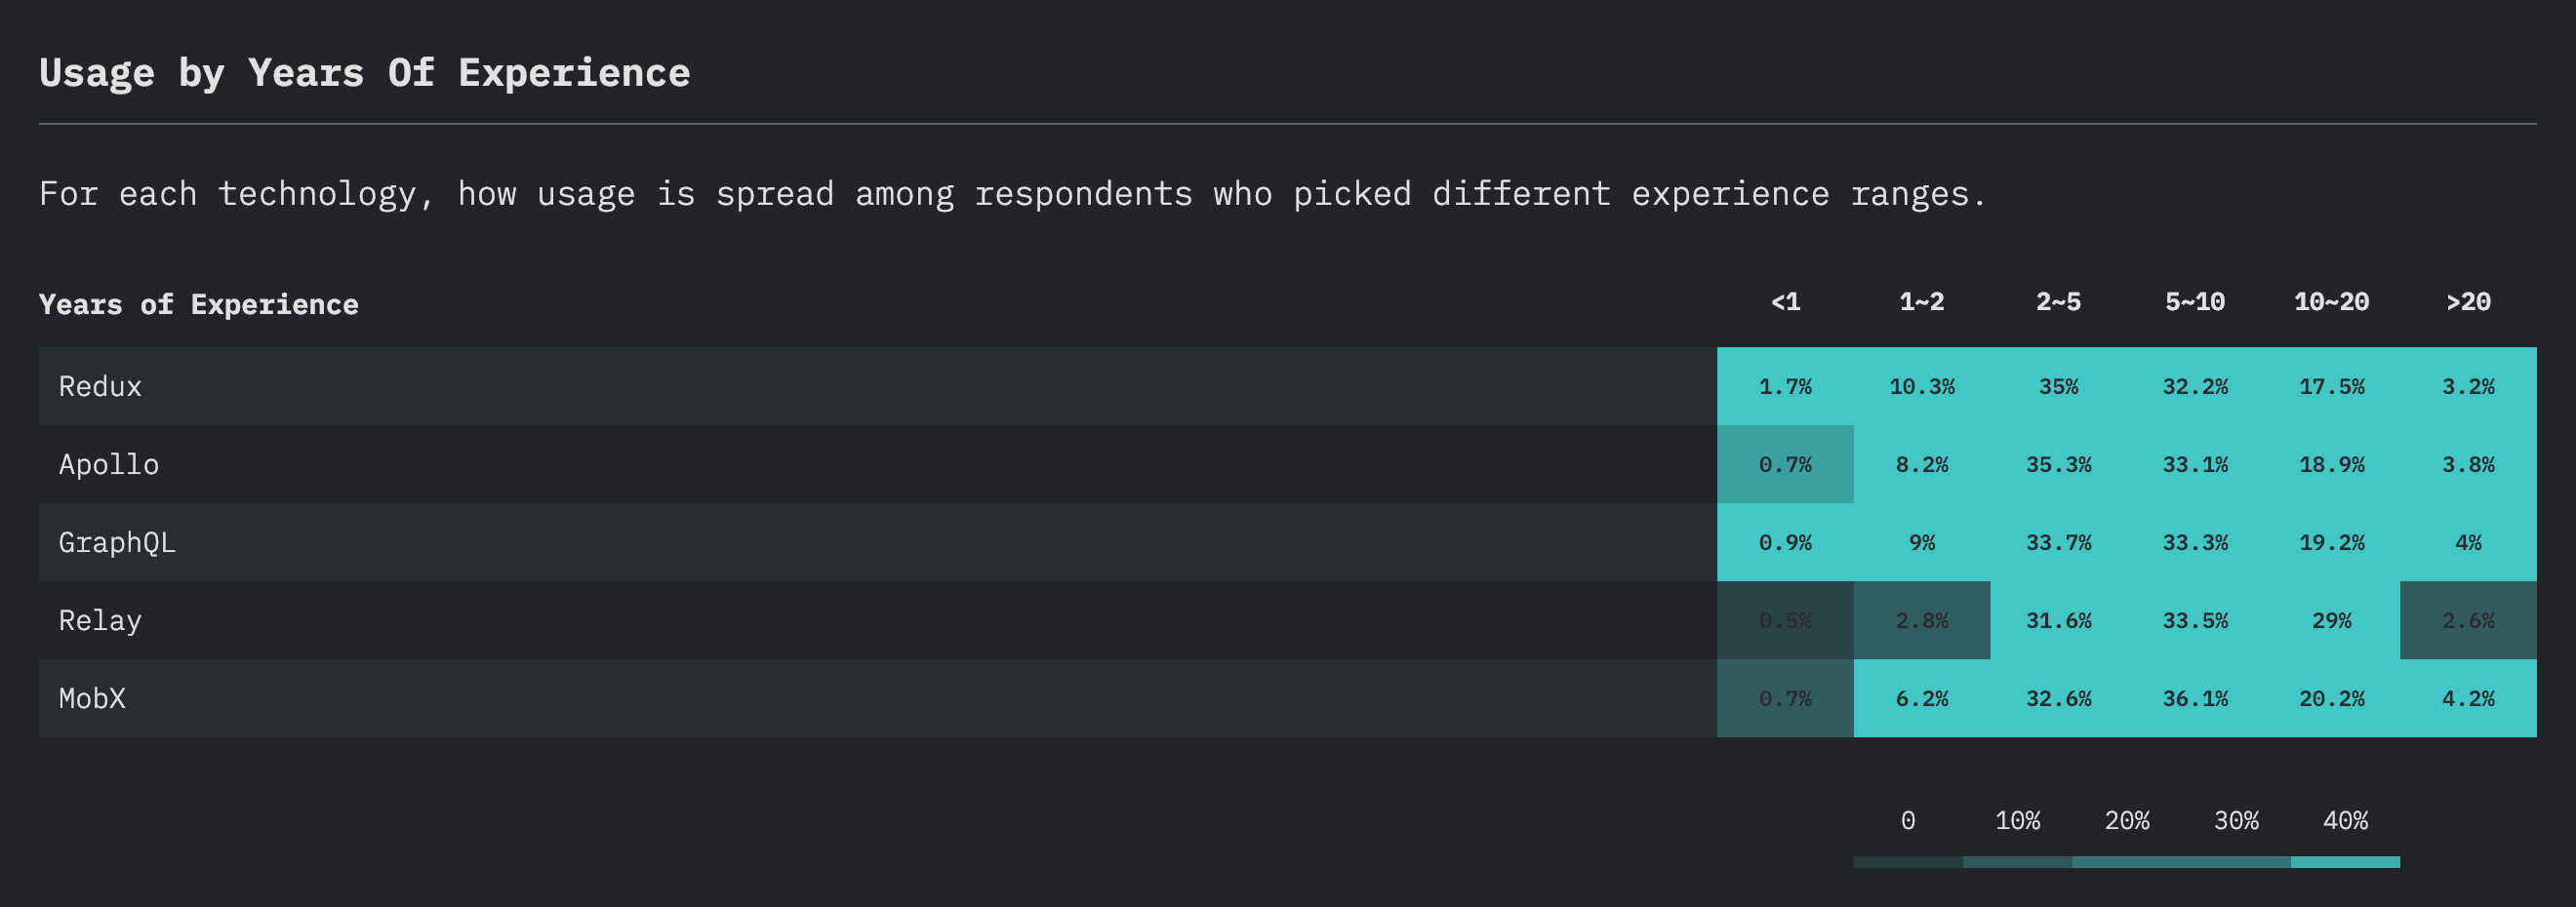 Usage by Years Of Experience
For each technology, how usage is spread among respondents who picked different experience ranges.
Years of Experience <1 1~2 2~5 5~10 10~20 >20
Redux 1.7% 10.3% 35% 32.2% 17.5% 3.2%
Apollo 0.7% 8.2% 35.3% 33.1% 18.9% 3.8%
GraphQL 0.9% 9% 33.7% 33.3% 19.2% 4%
Relay 0.5% 2.8% 31.6% 33.5% 29% 2.6%
MobX 0.7% 6.2% 32.6% 36.1% 20.2% 4.2%
0 10% 20% 30% 40%